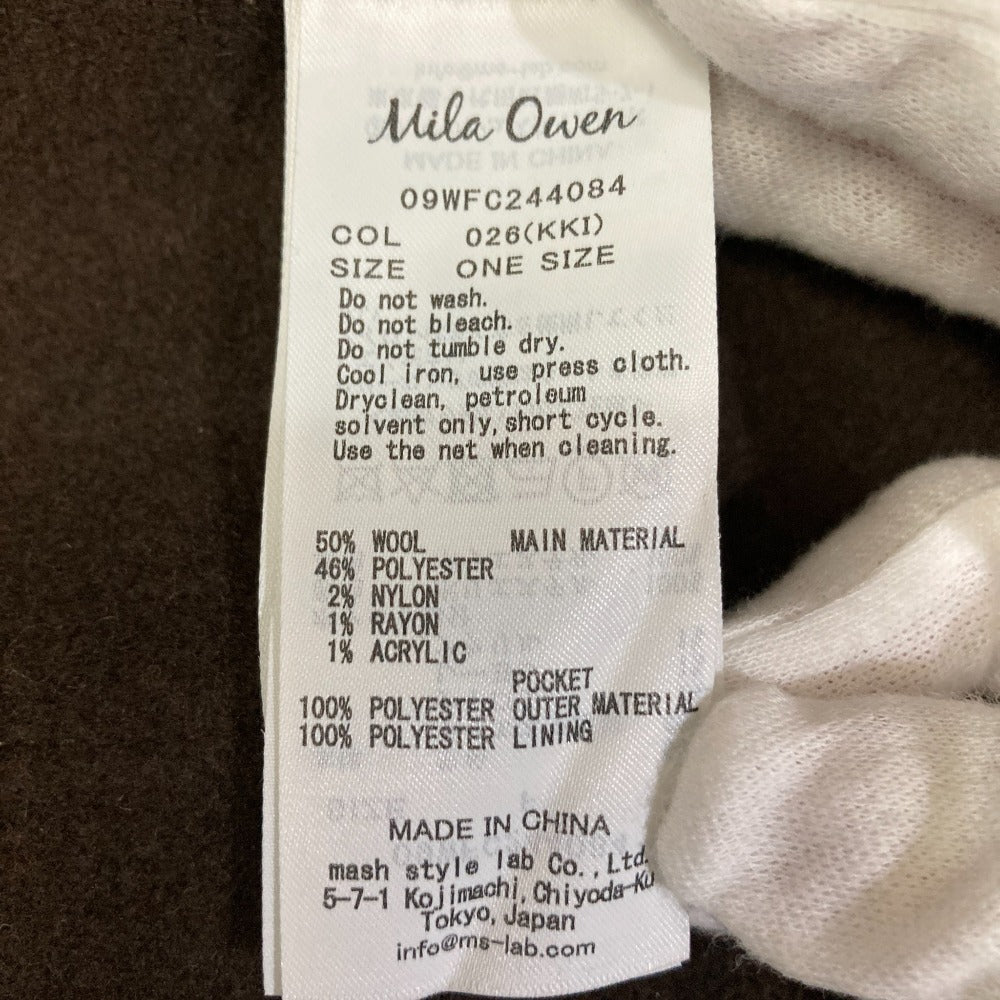 Mila Owen
09WFC244084
COL 026(KKI)
SIZE ONE SIZE
Do not wash.
Do not bleach.
Do not tumble dry.
Cool iron, use press cloth.
Dryclean, petroleum
solvent only, short cycle.
Use the net when cleaning.
50% WOOL MAIN MATERIAL
46% POLYESTER
2% NYLON
1% RAYON
1% ACRYLIC
POCKET
100% POLYESTER OUTER MATERIAL
100% POLYESTER LINING
MADE IN CHINA
mash style lab Co., Ltd.
5-7-1 Kojimachi, Chiyoda-Ku
Tokyo, Japan
info@ms-lab.com